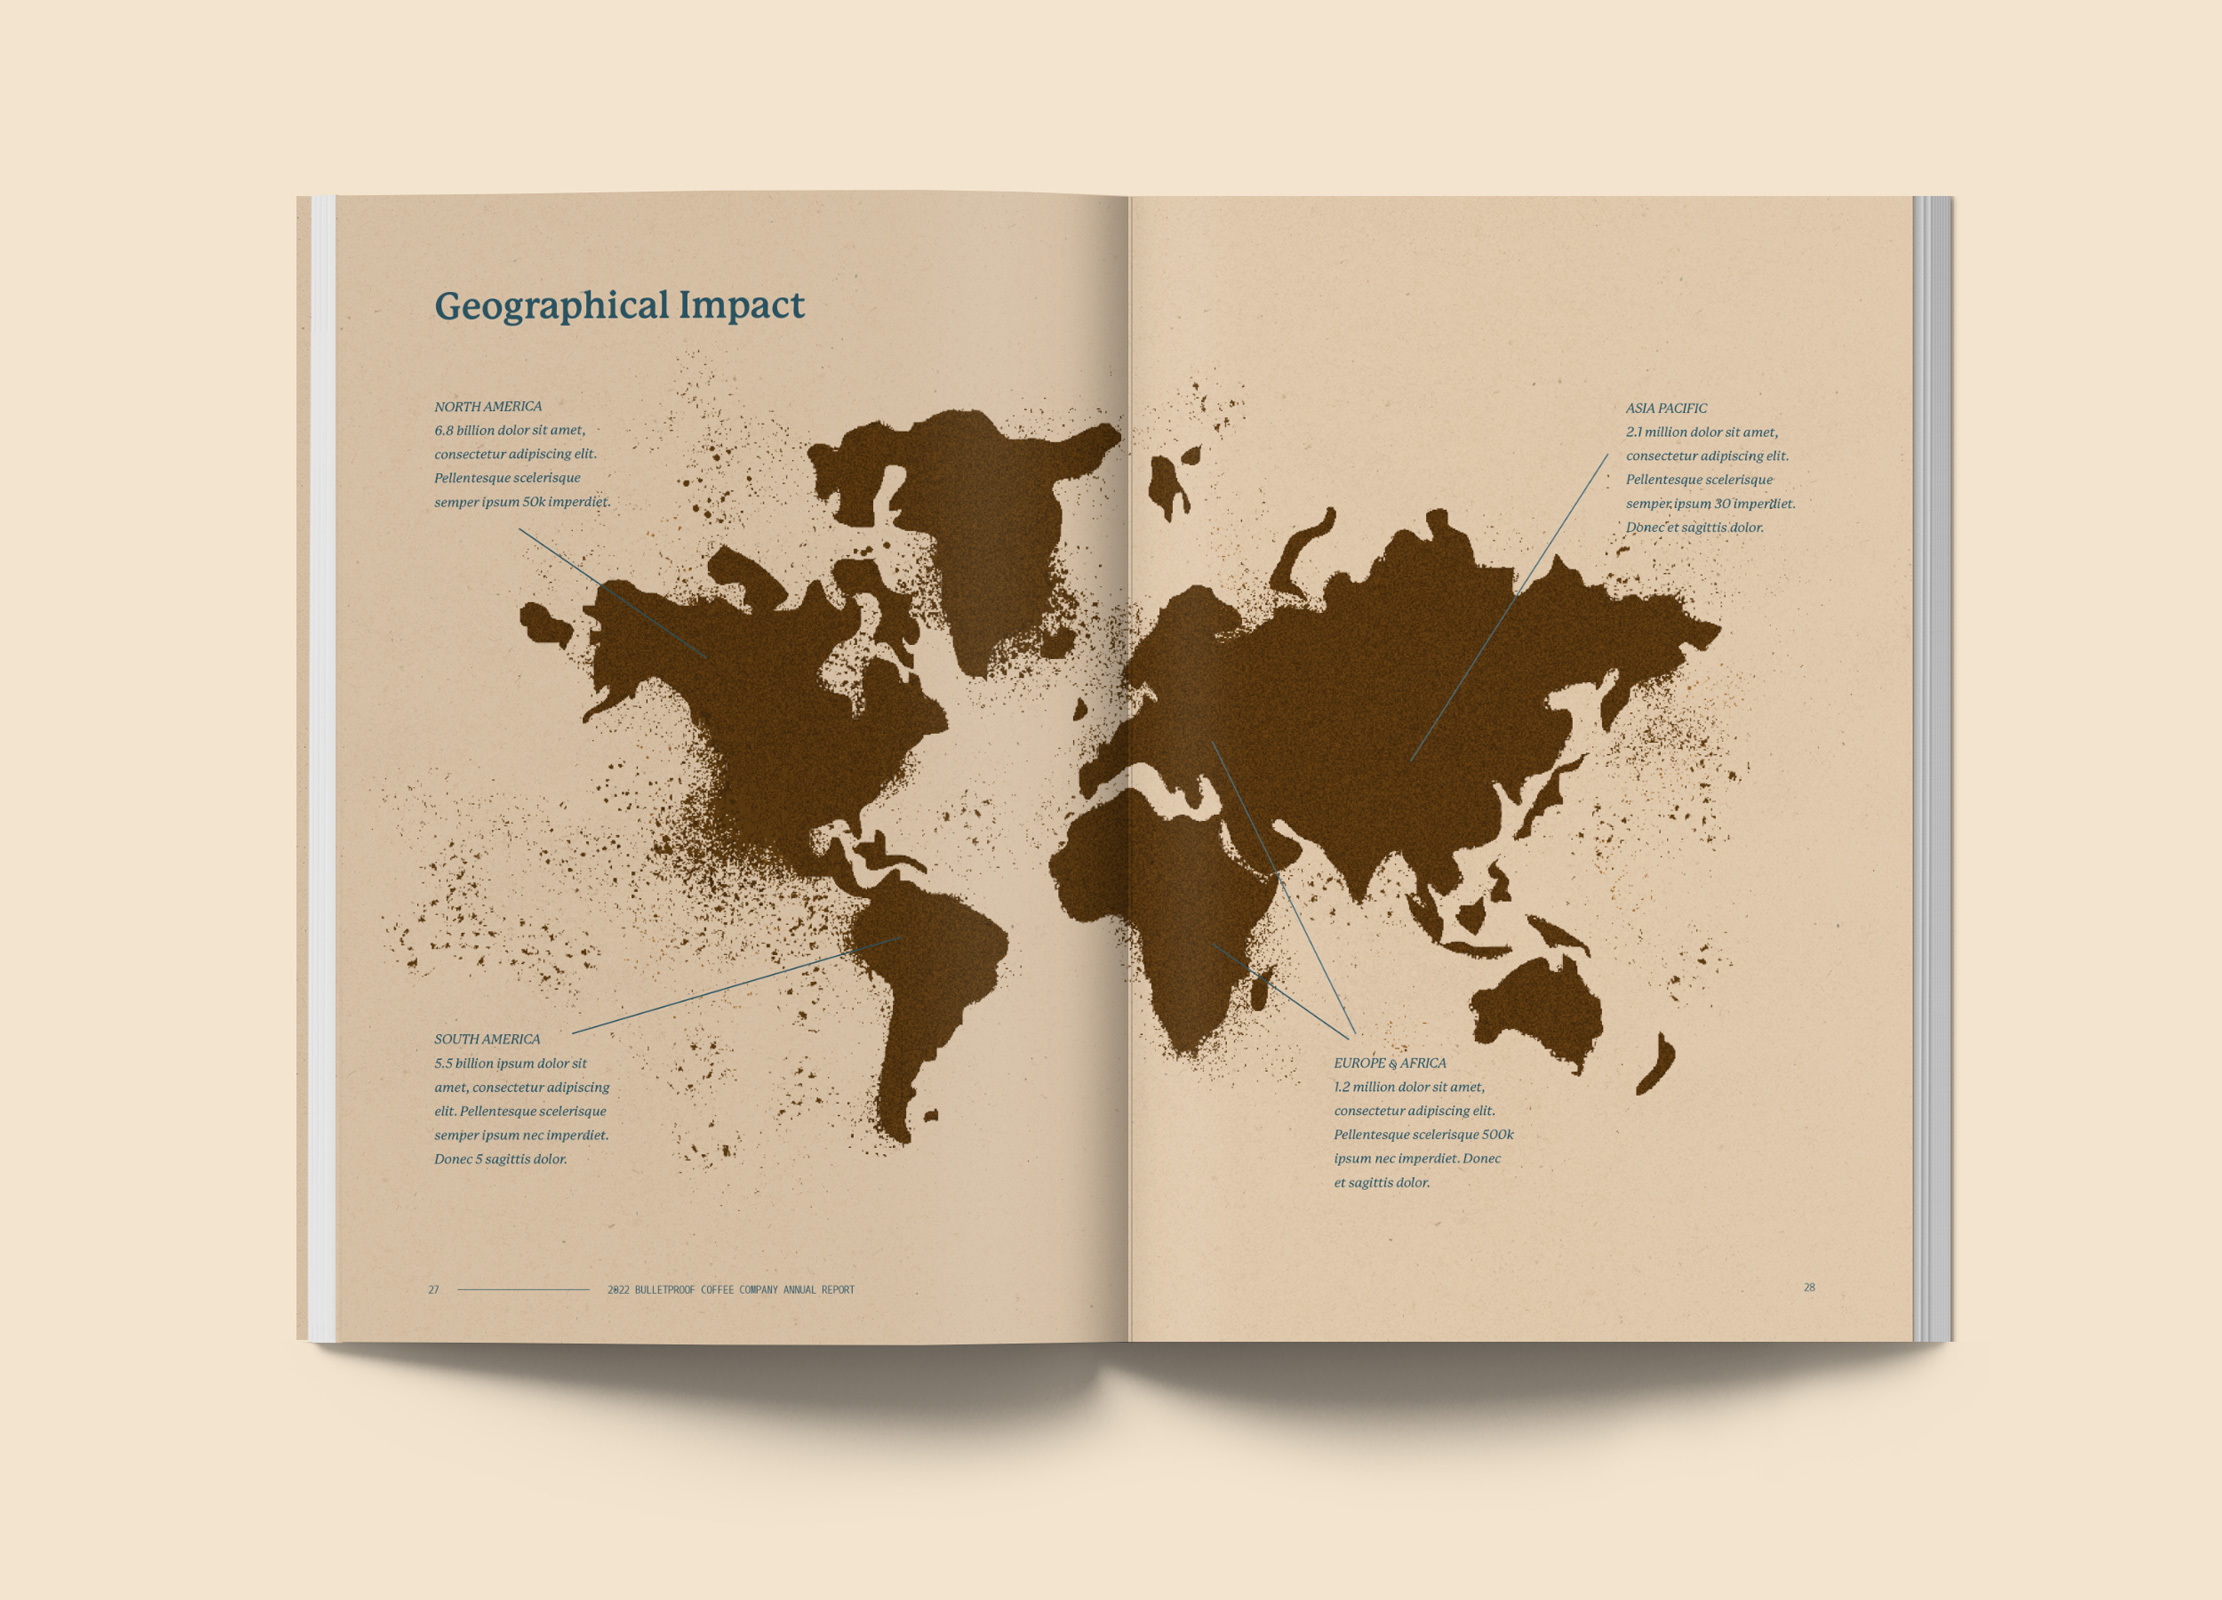 Geographical Impact
NORTH AMERICA
6.8 billion dolor sit amet,
consectetur adipiscing elit.
Pellentesque scelerisque
semper ipsum 50k imperdiet.
SOUTH AMERICA
5.5 billion ipsum dolor sit
amet, consectetur adipiscing
elit. Pellentesque scelerisque
semper ipsum nec imperdiet.
Donec 5 sagittis dolor.
27
2022 BULLETPROOF COFFEE COMPANY ANNUAL REPORT
ASIA PACIFIC
2.1 million dolor sit amet,
consectetur adipiscing elit.
Pellentesque scelerisque
semper ipsum 30 imperdiet.
Donec et sagittis dolor.
EUROPE & AFRICA
1.2 million dolor sit amet,
consectetur adipiscing elit.
Pellentesque scelerisque 500k
ipsum nec imperdiet. Donec
et sagittis dolor.
28